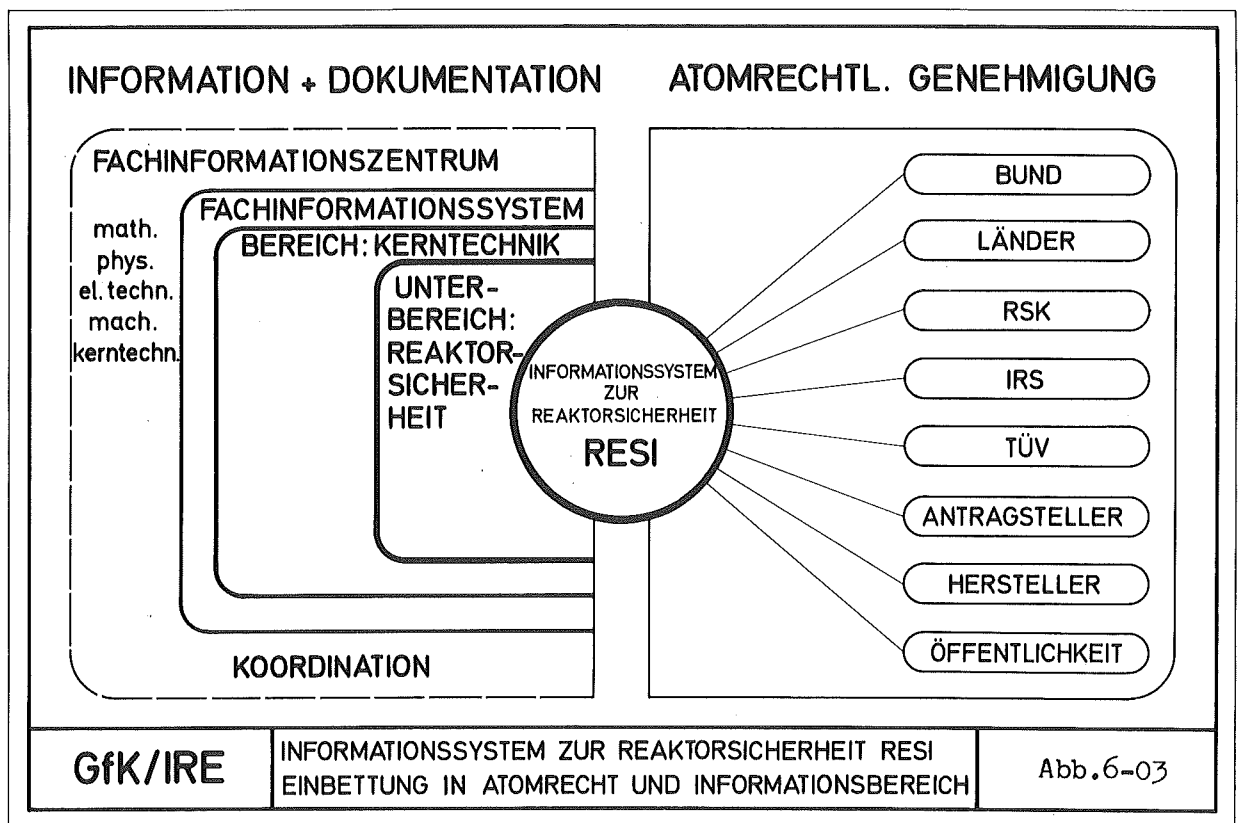 INFORMATION + DOKUMENTATION
ATOMRECHTL. GENEHMIGUNG
FACHINFORMATIONSZENTRUM
math.
phys.
el. techn.
mach.
kerntechn.
FACHINFORMATIONSSYSTEM
BEREICH: KERNTECHNIK
UNTER-
BEREICH:
REAKTOR-
SICHER-
HEIT
KOORDINATION
INFORMATIONSSYSTEM
ZUR
REAKTORSICHERHEIT
RESI
BUND
LÄNDER
RSK
IRS
TÜV
ANTRAGSTELLER
HERSTELLER
ÖFFENTLICHKEIT
GfK/IRE
INFORMATIONSSYSTEM ZUR REAKTORSICHERHEIT RESI
EINBETTUNG IN ATOMRECHT UND INFORMATIONSBEREICH
Abb.6-03